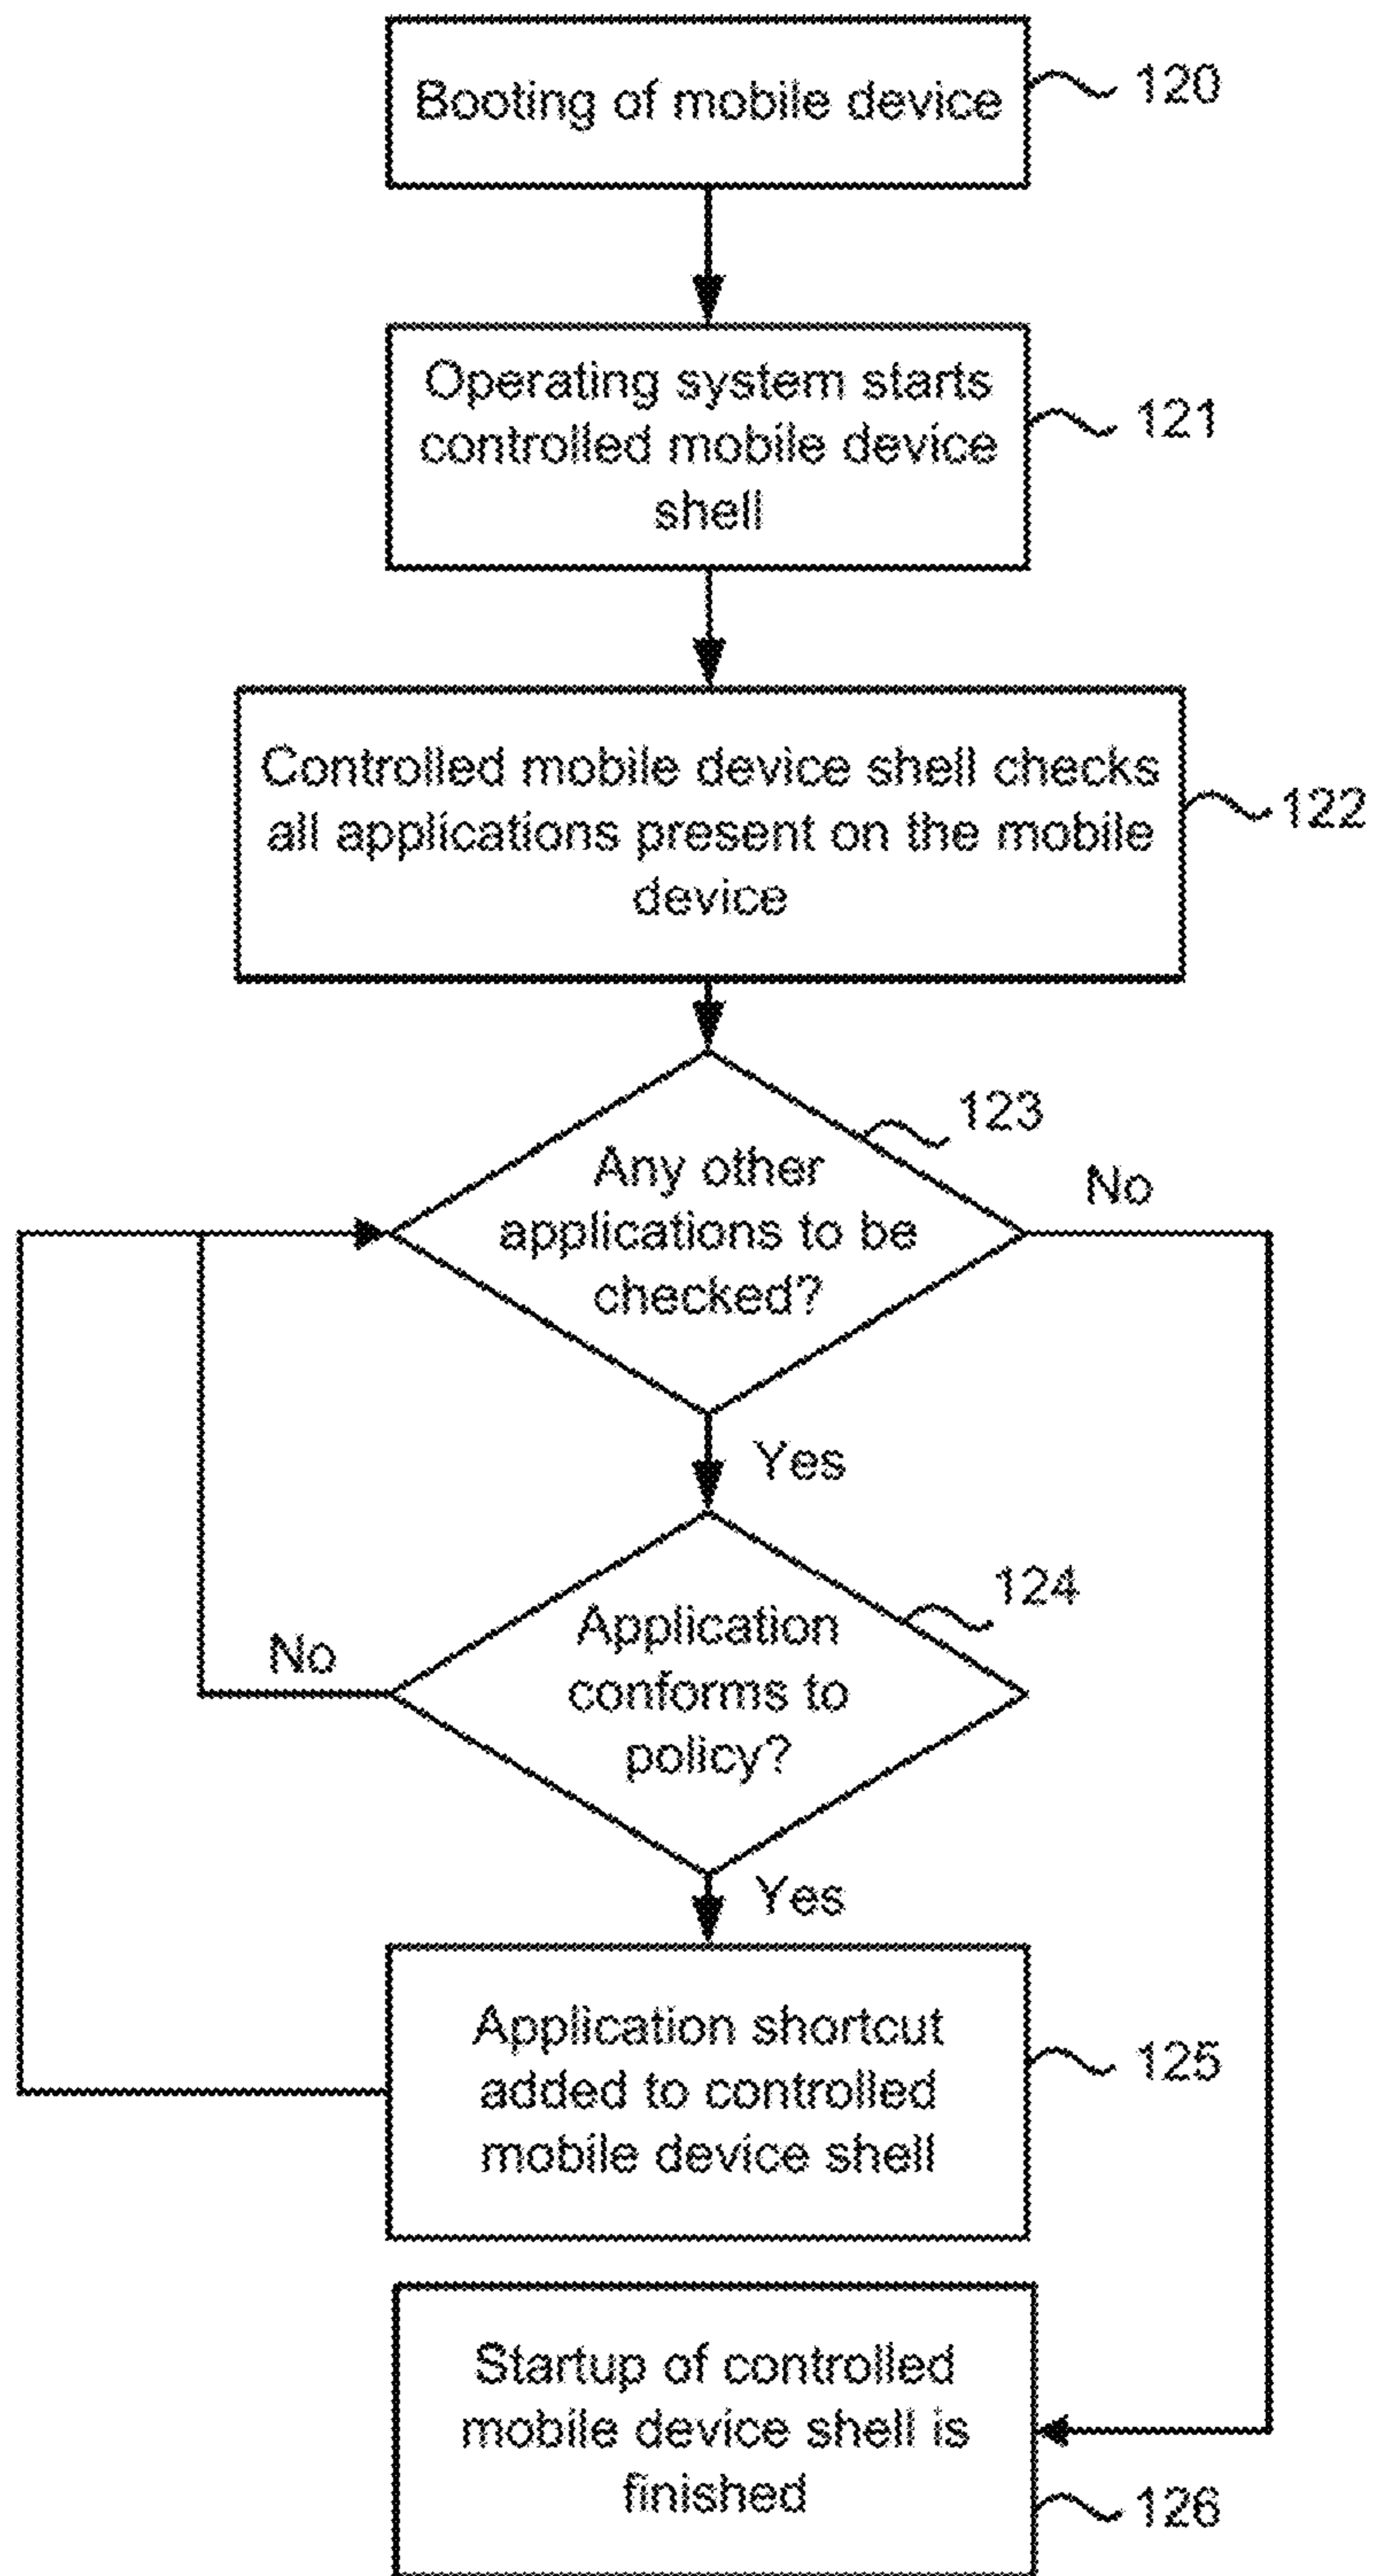 Booting of mobile device
120
Operating system starts
controlled mobile device
shell
121
Controlled mobile device shell checks
all applications present on the mobile
device
122
123
Any other
applications to be
checked?
No
Yes
124
Application
conforms to
policy?
No
Yes
Application shortcut
added to controlled
mobile device shell
125
Startup of controlled
mobile device shell is
finished
126